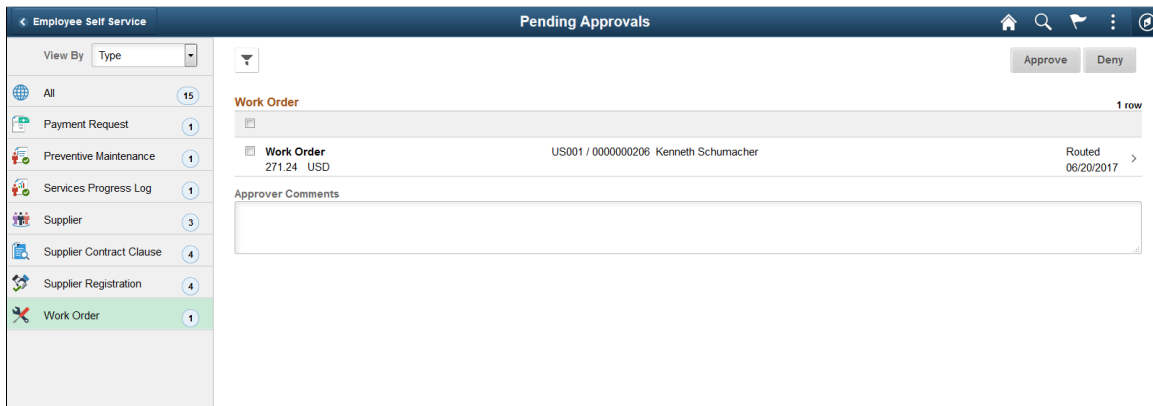 Employee Self Service
Pending Approvals
View By Type
All 15
Payment Request 1
Preventive Maintenance 1
Services Progress Log 1
Supplier 3
Supplier Contract Clause 4
Supplier Registration 4
Work Order 1
Approve Deny
Work Order
1 row
Work Order US001 / 0000000206 Kenneth Schumacher Routed
271.24 USD 06/20/2017
Approver Comments